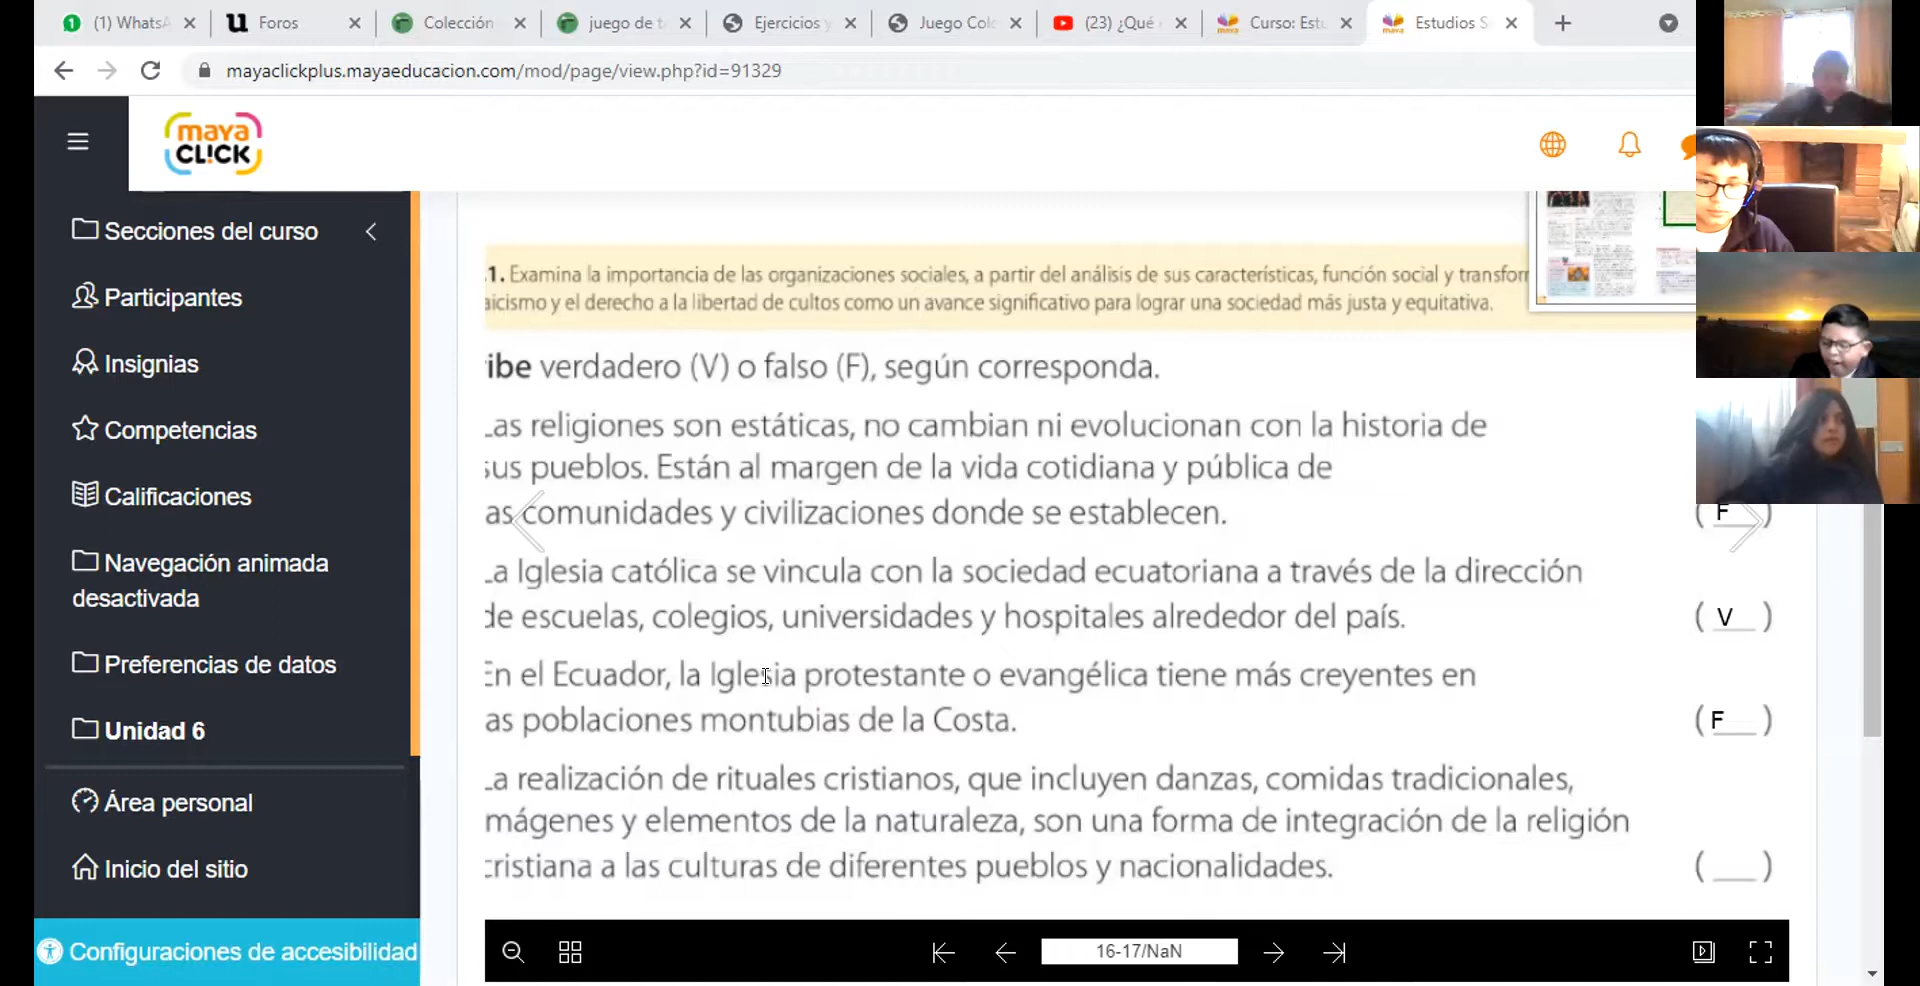 (1) WhatsA
Foros
Colección
juego de t
Ejercicios y
Juego Col
(23) ¿Qué
Curso: Est
Estudios S
mayaclickplus.mayaeducacion.com/mod/page/view.php?id=91329
maya
CL!CK
Secciones del curso
Participantes
Insignias
Competencias
Calificaciones
Navegación animada
desactivada
Preferencias de datos
Unidad 6
Área personal
Inicio del sitio
Configuraciones de accesibilidad
.1. Examina la importancia de las organizaciones sociales, a partir del análisis de sus características, función social y transfor
aicismo y el derecho a la libertad de cultos como un avance significativo para lograr una sociedad más justa y equitativa.
ribe verdadero (V) o falso (F), según corresponda.
Las religiones son estáticas, no cambian ni evolucionan con la historia de
sus pueblos. Están al margen de la vida cotidiana y pública de
as comunidades y civilizaciones donde se establecen. ( F )
La Iglesia católica se vincula con la sociedad ecuatoriana a través de la dirección
de escuelas, colegios, universidades y hospitales alrededor del país. ( V )
En el Ecuador, la Iglesia protestante o evangélica tiene más creyentes en
as poblaciones montubias de la Costa. ( F )
La realización de rituales cristianos, que incluyen danzas, comidas tradicionales,
mágenes y elementos de la naturaleza, son una forma de integración de la religión
cristiana a las culturas de diferentes pueblos y nacionalidades. ( __ )
16-17/NaN